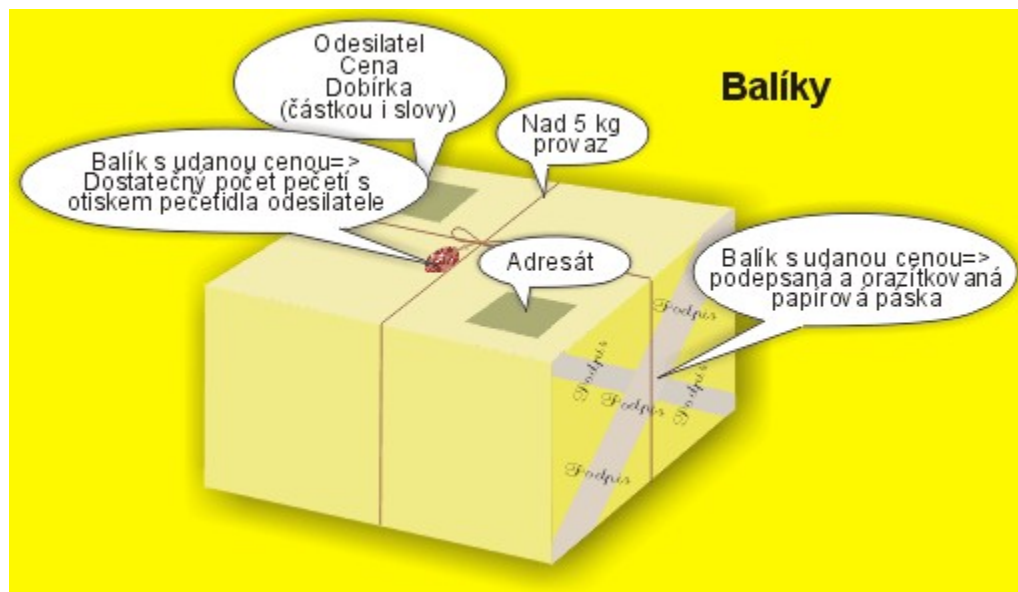 Balíky
Odesilatel
Cena
Dobírka
(částkou i slovy)
Nad 5 kg
provaz
Balík s udanou cenou=>
Dostatečný počet pečetí s
otiskem pečetidla odesilatele
Adresát
Balík s udanou cenou=>
podepsaná a orazítkovaná
papírová páska
Podpis
Podpis
Podpis
Podpis
Podpis